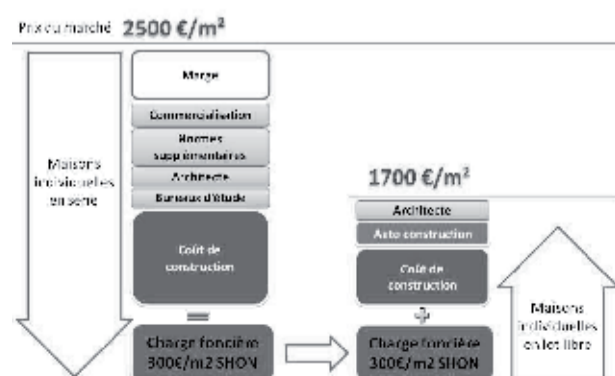 Prix du marché 2500 €/m²
Marge
Commercialisation
Normes
supplémentaires
Architecte
Bureaux d'étude
Coût de
construction
=
Charge foncière
300€/m2 SHON
Maisons
individuelles
en série
1700 €/m²
Architecte
Auto construction
Coût de
construction
+
Charge foncière
300€/m2 SHON
Maisons
individuelles
en lot libre